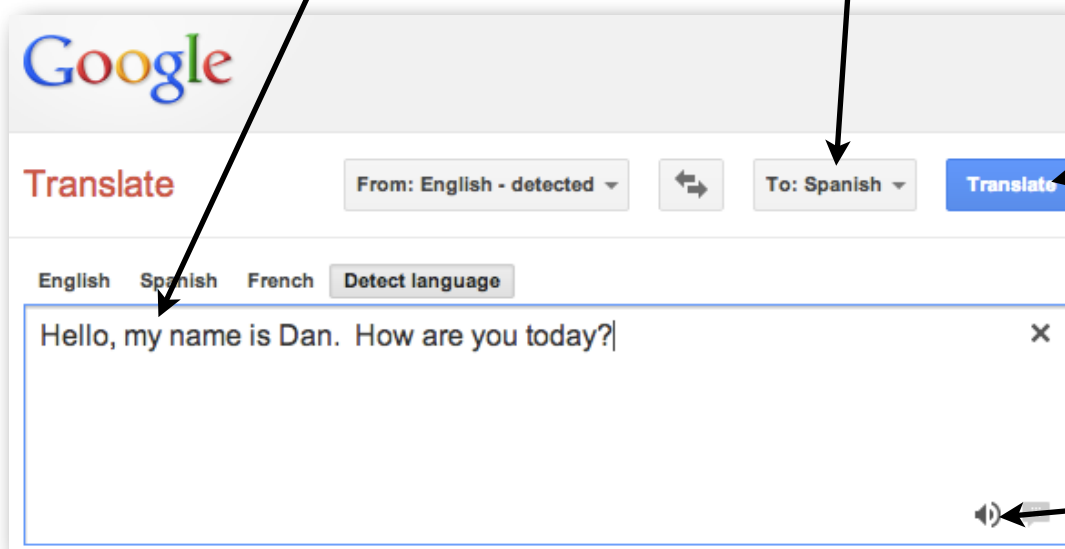 Google
Translate From: English - detected To: Spanish Translate
English Spanish French Detect language
Hello, my name is Dan.  How are you today?